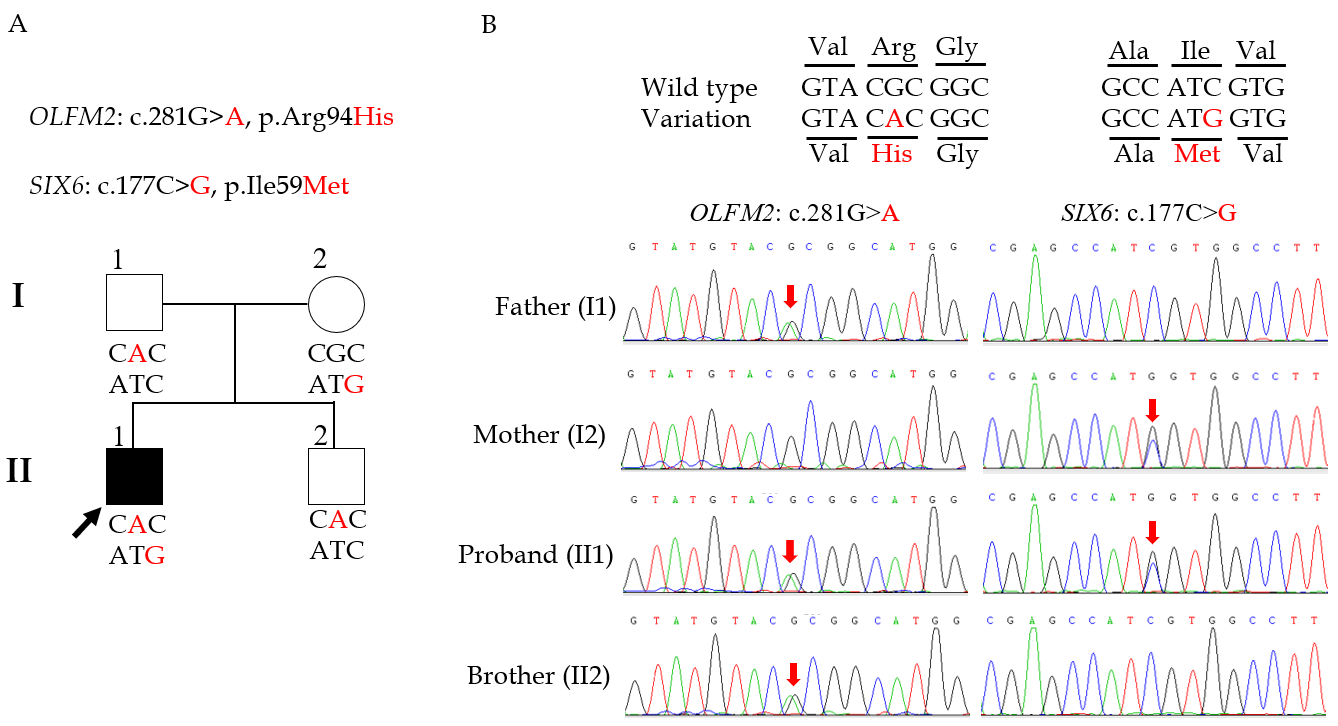 A
OLFM2: c.281G>A, p.Arg94His
SIX6: c.177C>G, p.Ile59Met
I
1
2
CAC
ATC
CGC
ATG
II
1
2
CAC
ATG
CAC
ATC
B
Val Arg Gly
Ala Ile Val
Wild type GTA CGC GGC GCC ATC GTG
Variation GTA CAC GGC GCC ATG GTG
Val His Gly
Ala Met Val
OLFM2: c.281G>A
SIX6: c.177C>G
Father (I1)
G T A T G T A C G C G G C A T G G
C G A G C C A T C G T G G C C T T
Mother (I2)
G T A T G T A C G C G G C A T G G
C G A G C C A T G G T G G C C T T
Proband (II1)
G T A T G T A C G C G G C A T G G
C G A G C C A T G G T G G C C T T
Brother (II2)
G T A T G T A C G C G G C A T G G
C G A G C C A T C G T G G C C T T